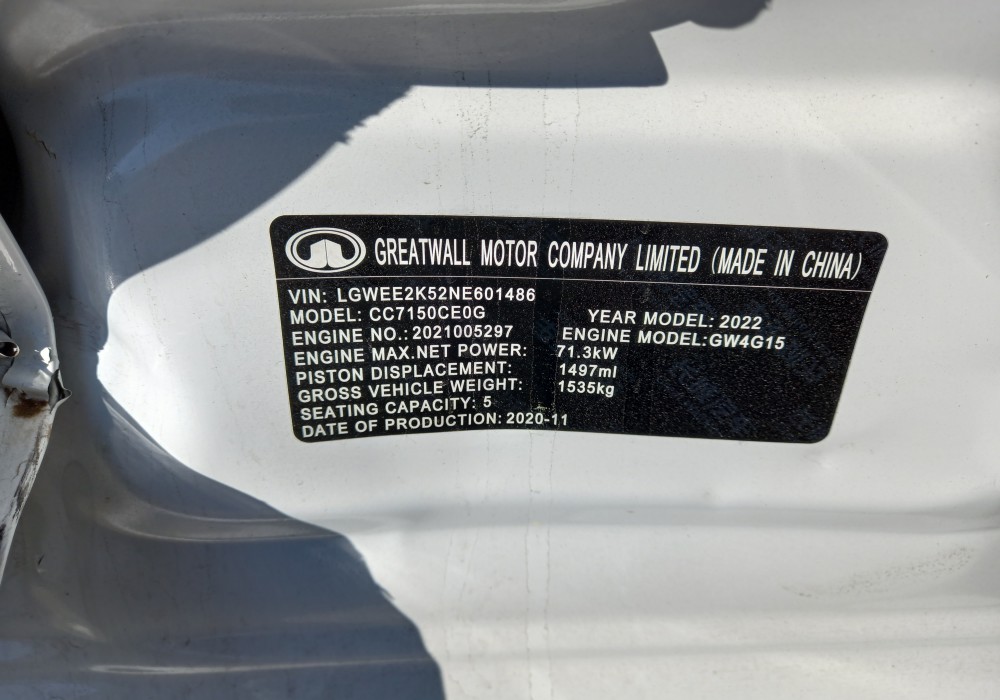 GREATWALL MOTOR COMPANY LIMITED (MADE IN CHINA)
VIN: LGWEE2K52NE601486
MODEL: CC7150CE0G YEAR MODEL: 2022
ENGINE NO.: 2021005297 ENGINE MODEL:GW4G15
ENGINE MAX.NET POWER: 71.3kW
PISTON DISPLACEMENT: 1497ml
GROSS VEHICLE WEIGHT: 1535kg
SEATING CAPACITY: 5
DATE OF PRODUCTION: 2020-11